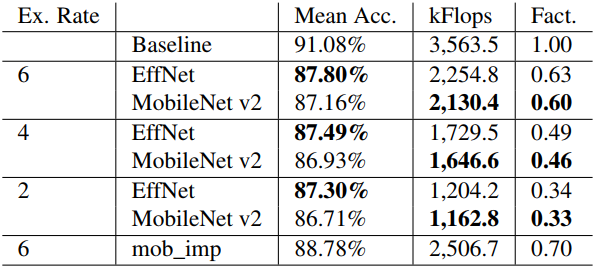 Ex. Rate Mean Acc. kFlops Fact.
Baseline 91.08% 3,563.5 1.00
6 EffNet 87.80% 2,254.8 0.63
MobileNet v2 87.16% 2,130.4 0.60
4 EffNet 87.49% 1,729.5 0.49
MobileNet v2 86.93% 1,646.6 0.46
2 EffNet 87.30% 1,204.2 0.34
MobileNet v2 86.71% 1,162.8 0.33
6 mob_imp 88.78% 2,506.7 0.70